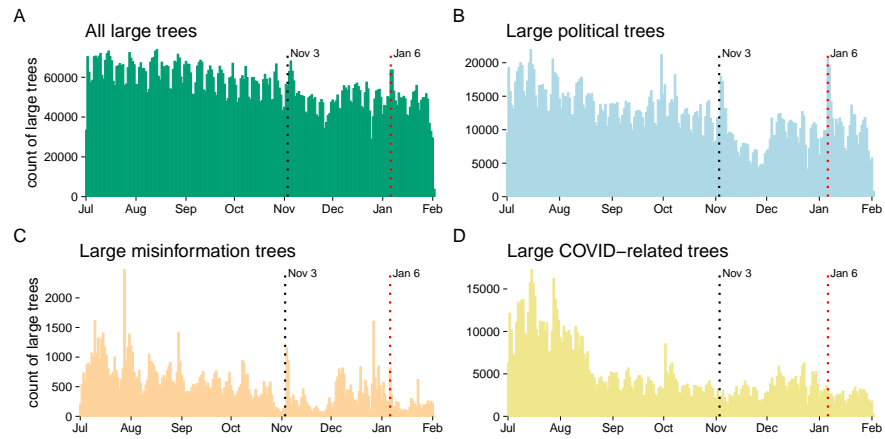 A
All large trees
Nov 3
Jan 6
count of large trees
60000
40000
20000
0
Jul Aug Sep Oct Nov Dec Jan Feb
B
Large political trees
Nov 3
Jan 6
20000
15000
10000
5000
0
Jul Aug Sep Oct Nov Dec Jan Feb
C
Large misinformation trees
Nov 3
Jan 6
count of large trees
2000
1500
1000
500
0
Jul Aug Sep Oct Nov Dec Jan Feb
D
Large COVID−related trees
Nov 3
Jan 6
15000
10000
5000
0
Jul Aug Sep Oct Nov Dec Jan Feb